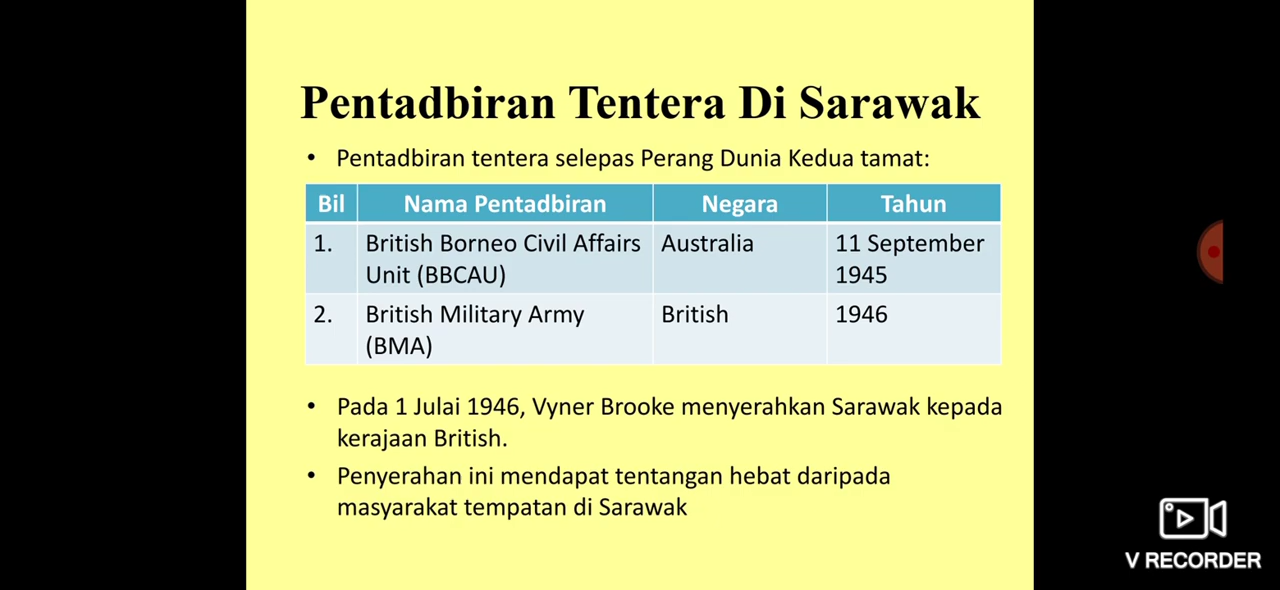 Pentadbiran Tentera Di Sarawak
• Pentadbiran tentera selepas Perang Dunia Kedua tamat:
Bil Nama Pentadbiran Negara Tahun
1. British Borneo Civil Affairs Australia 11 September
Unit (BBCAU) 1945
2. British Military Army British 1946
(BMA)
• Pada 1 Julai 1946, Vyner Brooke menyerahkan Sarawak kepada
kerajaan British.
• Penyerahan ini mendapat tentangan hebat daripada
masyarakat tempatan di Sarawak
V RECORDER